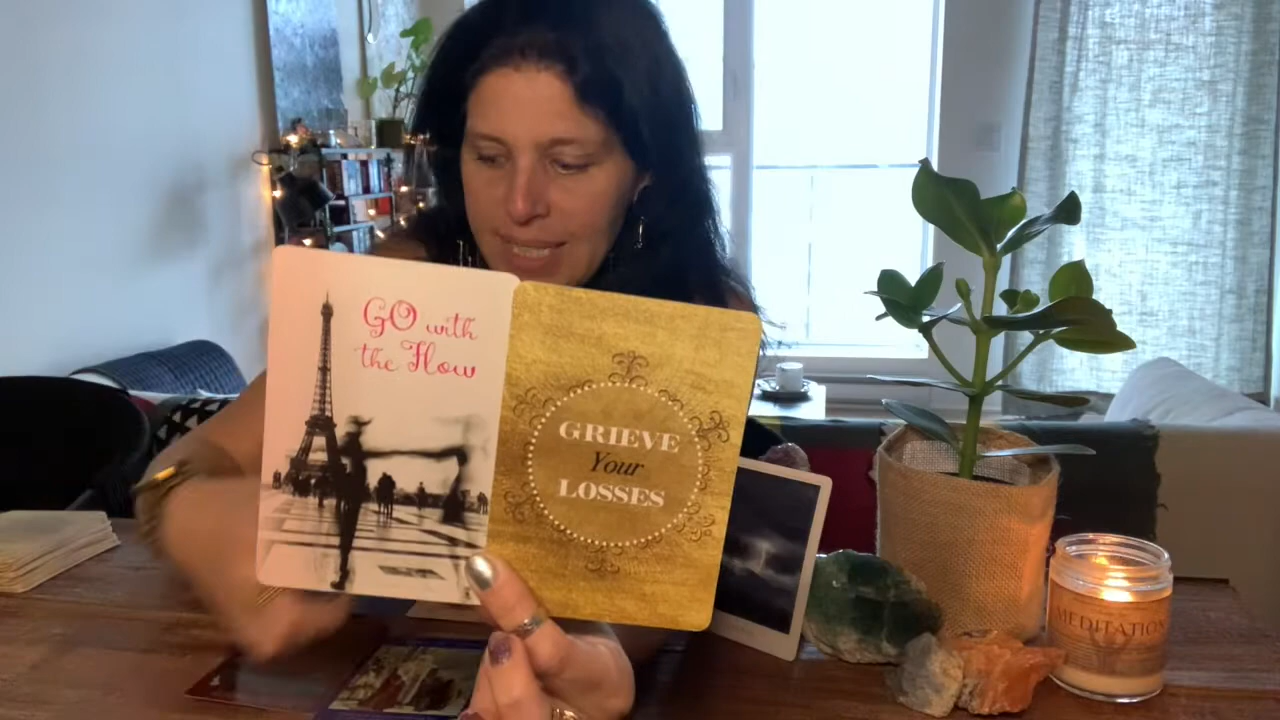 GO with
the Flow
GRIEVE
Your
LOSSES
MEDITATION